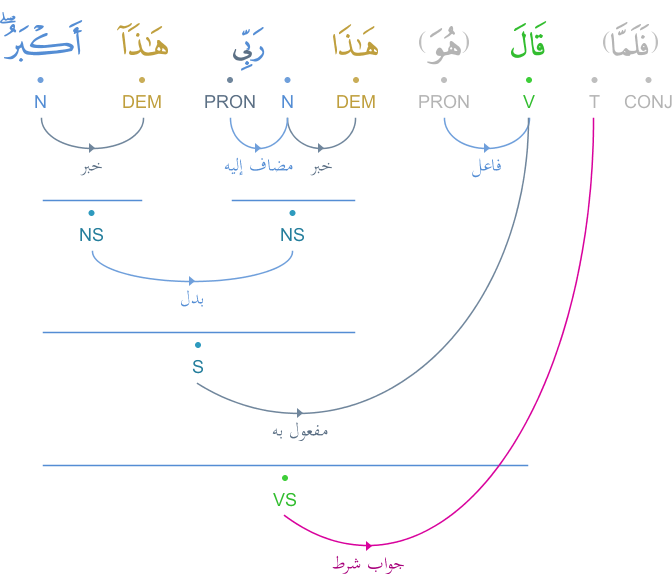 (فَلَمَّا) قَالَ (هُوَ) هَـٰذَا رَبِّي هَـٰذَآ أَكْبَرُ ۖ
CONJ T V PRON DEM N PRON DEM N
فاعل خبر مضاف إليه خبر
NS NS
بدل
S
مفعول به
VS
جواب شرط